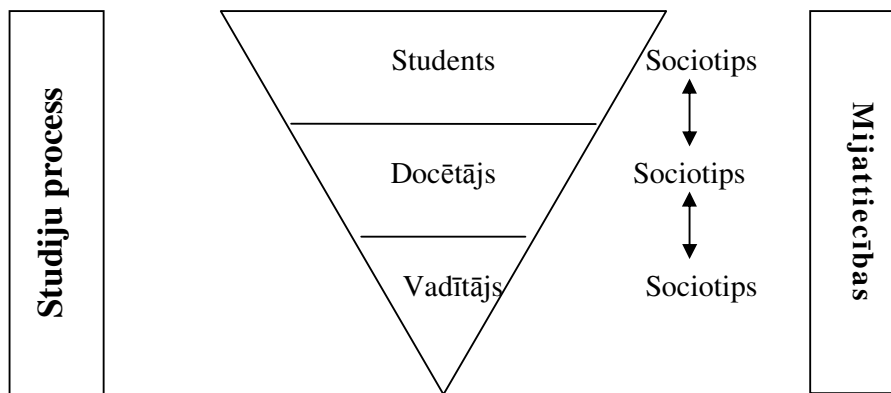 Studiju process
Students
Sociotips
Docētājs
Sociotips
Vadītājs
Sociotips
Mijattiecības